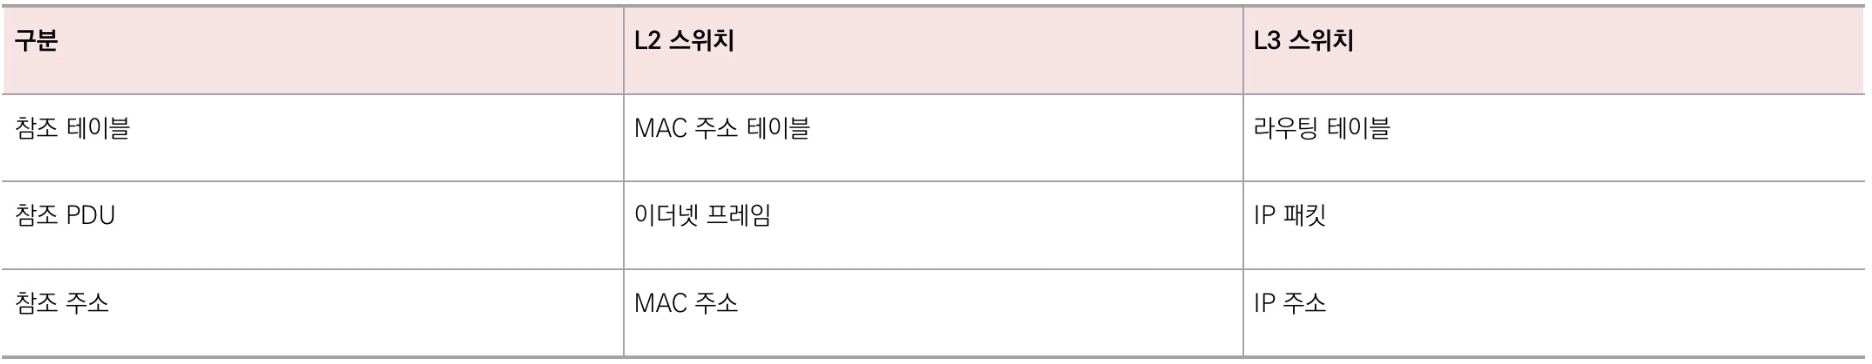 구분 L2 스위치 L3 스위치
참조 테이블 MAC 주소 테이블 라우팅 테이블
참조 PDU 이더넷 프레임 IP 패킷
참조 주소 MAC 주소 IP 주소